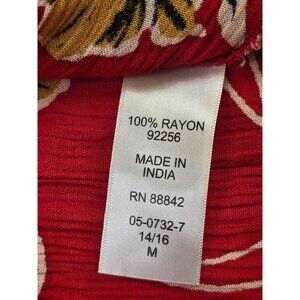 100% RAYON
92256
MADE IN
INDIA
RN 88842
05-0732-7
14/16
M